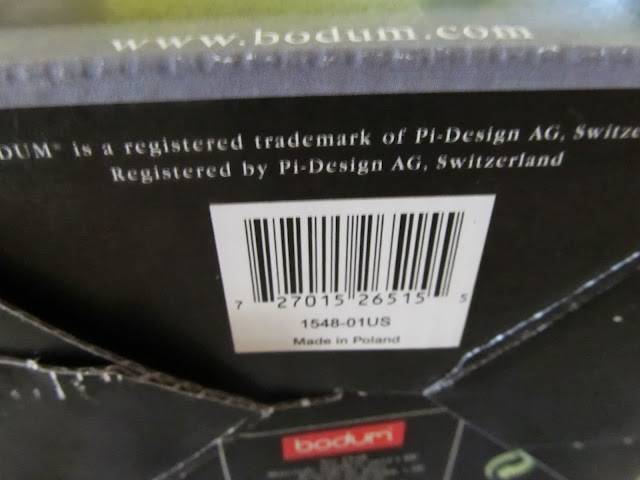 www.bodum.com
DUM® is a registered trademark of Pi-Design AG, Switze
Registered by Pi-Design AG, Switzerland
7 27015 26515 5
1548-01US
Made in Poland
bodum